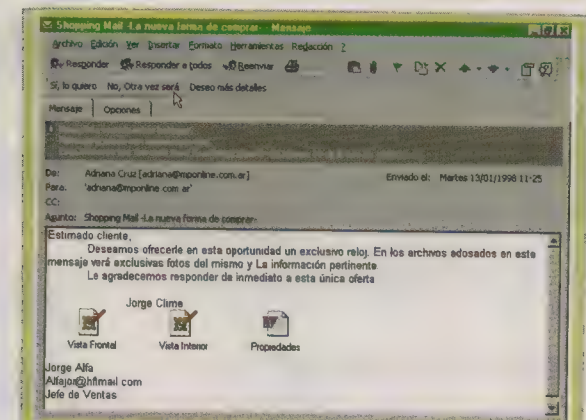 Shopping Mail -La nueva forma de comprar- - Mensaje
Archivo Edición Ver Insertar Formato Herramientas Redacción ?
Responder Responder a todos Reenviar
Sí, lo quiero No, Otra vez será Deseo más detalles
Mensaje Opciones
De: Adriana Cruz [adriana@mponline.com.ar] Enviado el: Martes 13/01/1998 11-25
Para: 'adriana@mponline com ar'
CC:
Asunto: Shopping Mail -La nueva forma de comprar-
Estimado cliente,
Deseamos ofrecerle en esta oportunidad un exclusivo reloj. En los archivos adosados en este
mensaje verá exclusivas fotos del mismo y La información pertinente
Le agradecemos responder de inmediato a esta única oferta
Jorge Clime
Vista Frontal Vista Interior Propiedades
Jorge Alfa
Alfajor@hflmail com
Jefe de Ventas